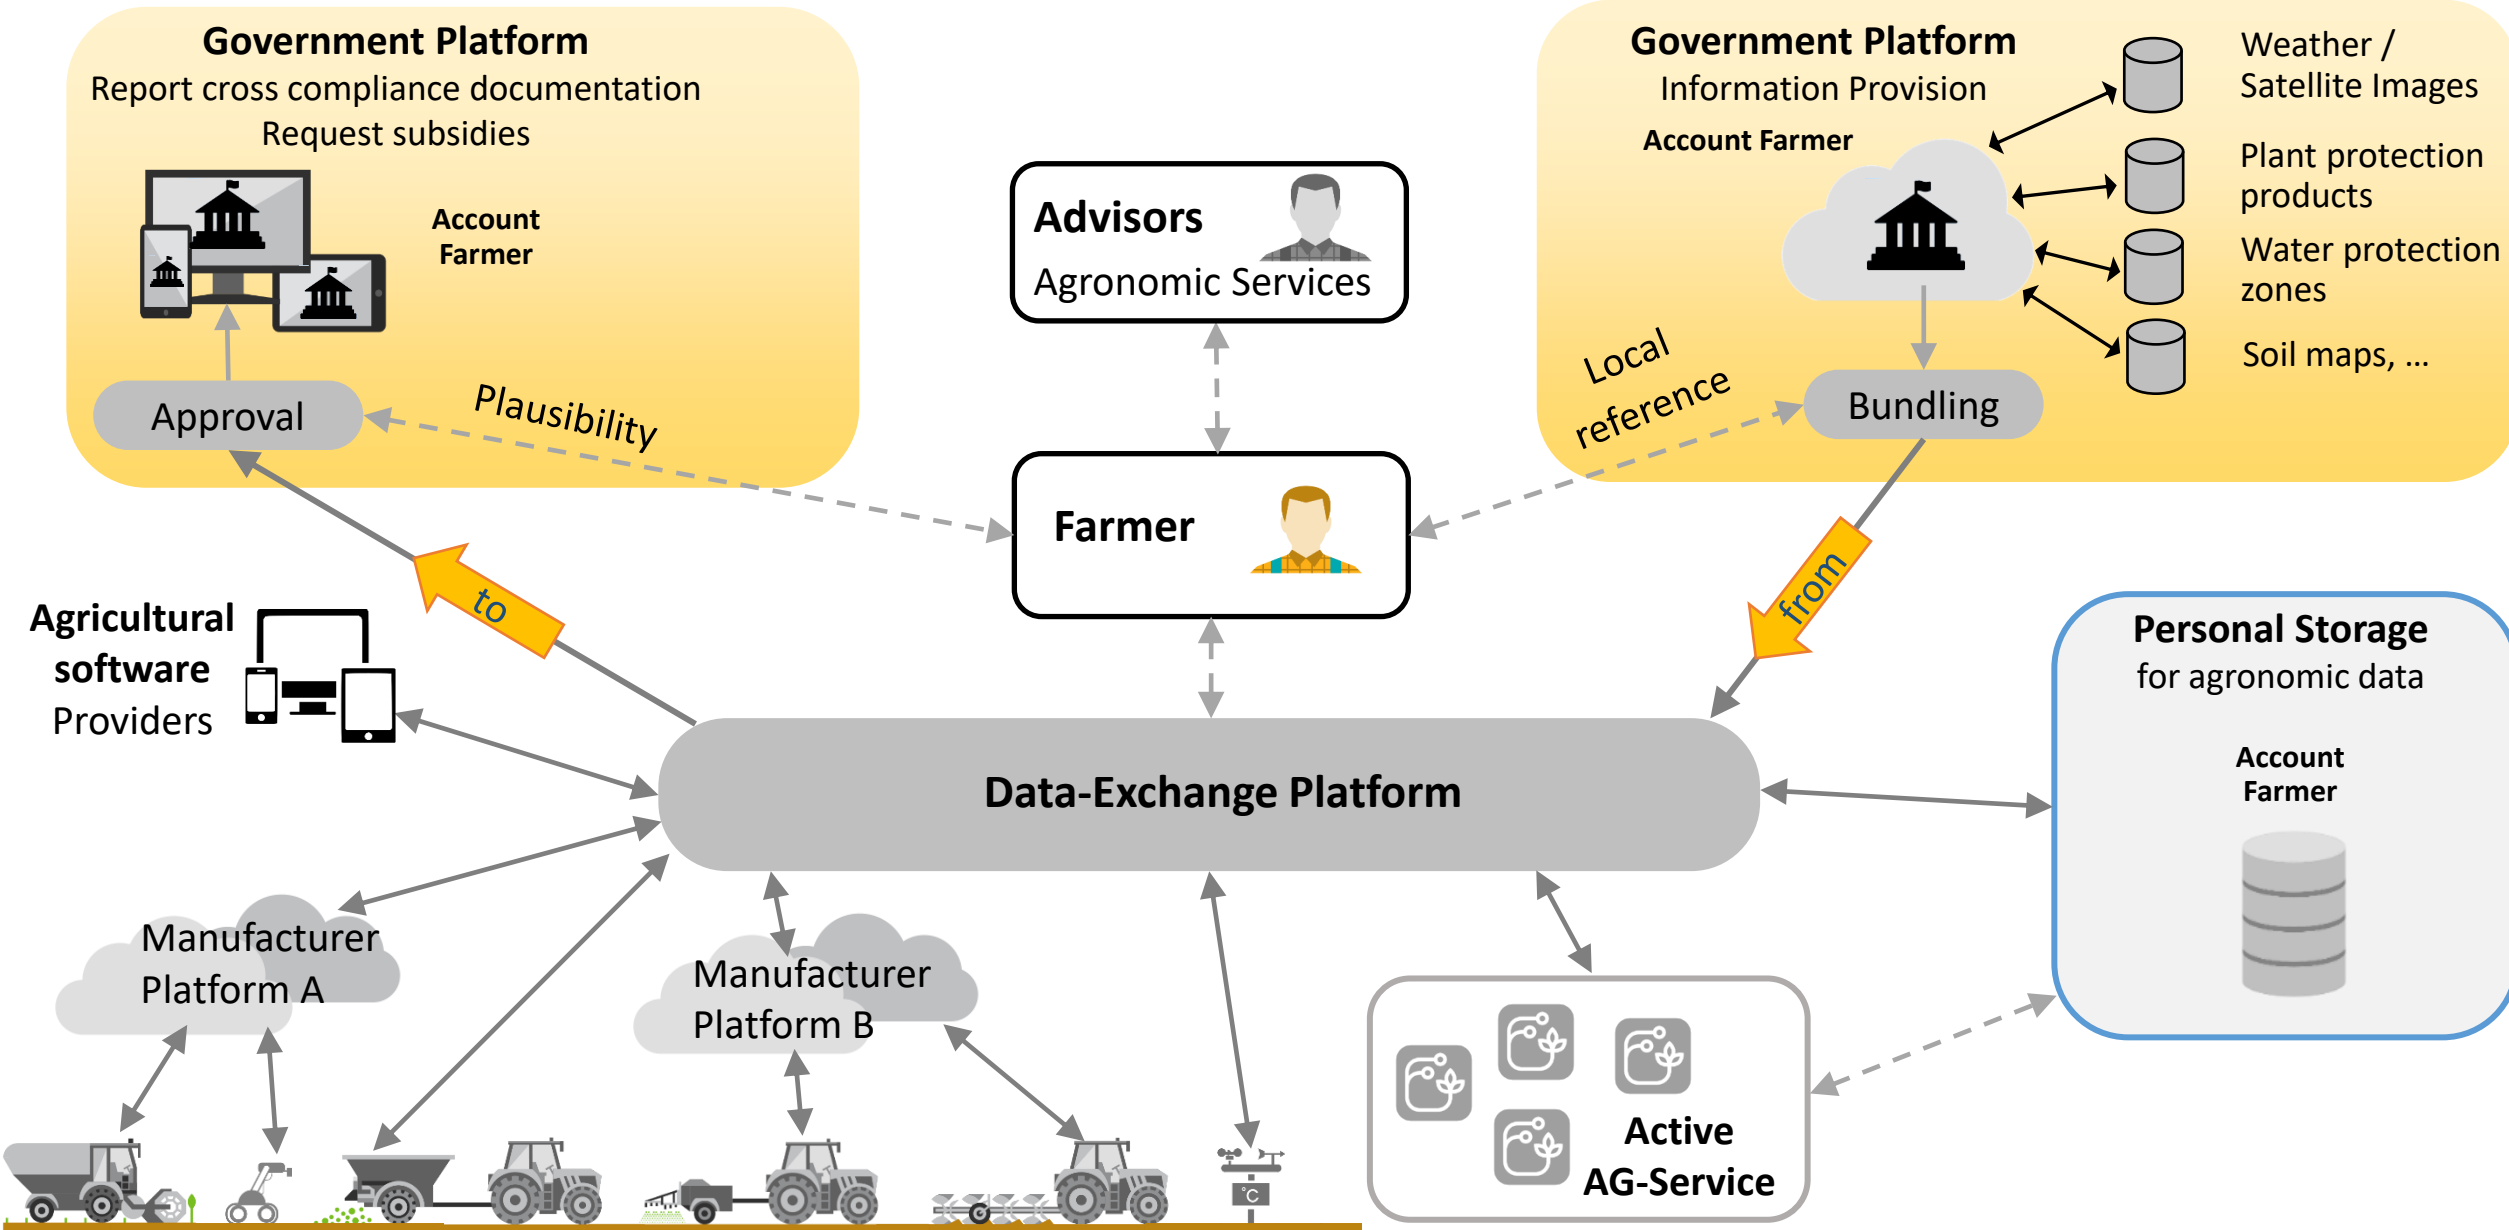 Government Platform
Report cross compliance documentation
Request subsidies
Account
Farmer
Approval
Plausibility
to
Advisors
Agronomic Services
Farmer
Government Platform
Information Provision
Account Farmer
Weather /
Satellite Images
Plant protection
products
Water protection
zones
Soil maps, ...
Local
reference
Bundling
from
Agricultural
software
Providers
Data-Exchange Platform
Personal Storage
for agronomic data
Account
Farmer
Manufacturer
Platform A
Manufacturer
Platform B
Active
AG-Service
°C